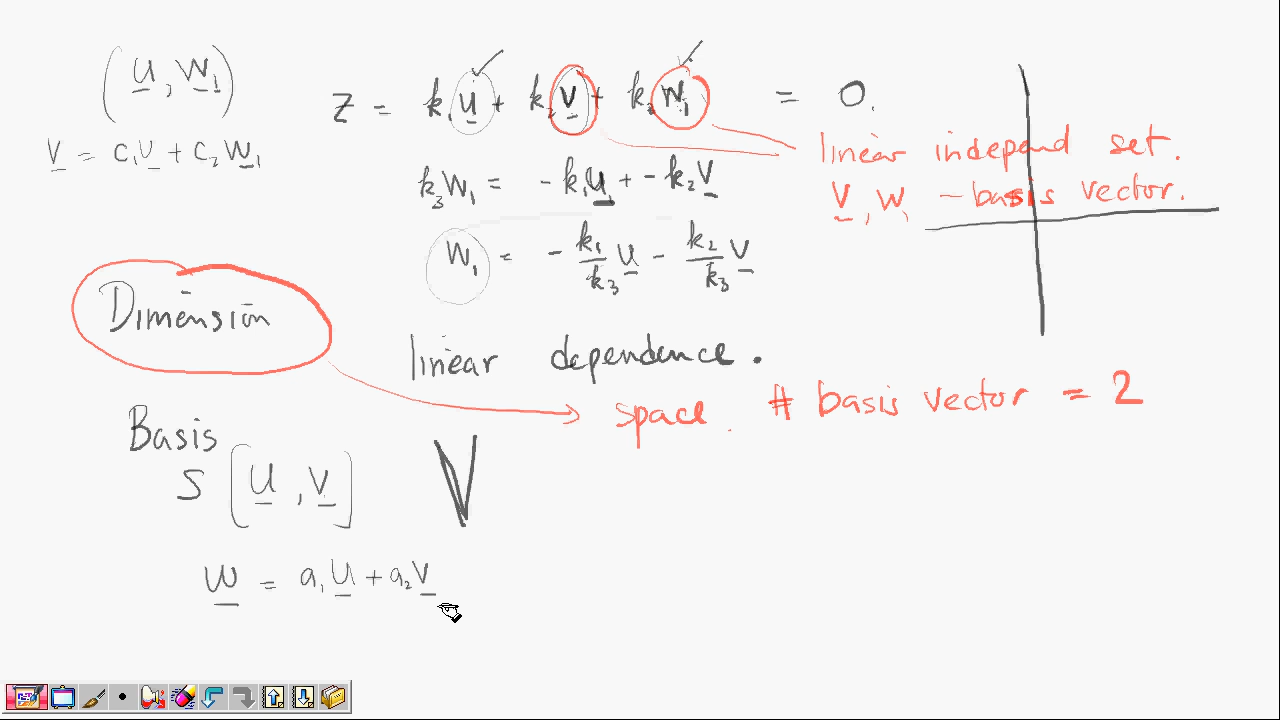 (u, w₁)
v = c₁u + c₂w₁
z = k₁u + k₂v + k₃w₁ = 0.
k₃w₁ = -k₁u + -k₂v
w₁ = - k₁/k₃ u - k₂/k₃ v
linear independ set.
v, w₁ - basis vector.
Dimension
linear dependence.
space. # basis vector = 2
Basis
S [u, v]
V
w = a₁u + a₂v